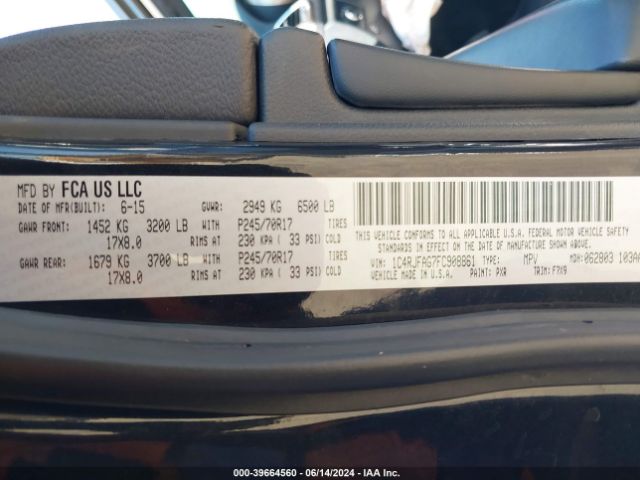 MFD BY FCA US LLC
DATE OF MFR(BUILT): 6-15 GVWR: 2949 KG 6500 LB
GAWR FRONT: 1452 KG 3200 LB WITH P245/70R17 TIRES
17X8.0 RIMS AT 230 KPA ( 33 PSI) COLD
GAWR REAR: 1679 KG 3700 LB WITH P245/70R17 TIRES
17X8.0 RIMS AT 230 KPA ( 33 PSI) COLD
THIS VEHICLE CONFORMS TO ALL APPLICABLE U.S.A. FEDERAL MOTOR VEHICLE SAFETY
STANDARDS IN EFFECT ON THE DATE OF MANUFACTURE SHOWN ABOVE.
VIN: 1C4RJFAG7FC908861 TYPE: MPV MDH: 062803 103AA
PAINT: PXR TRIM: F7X9
000-39664560 - 06/14/2024 - IAA Inc.